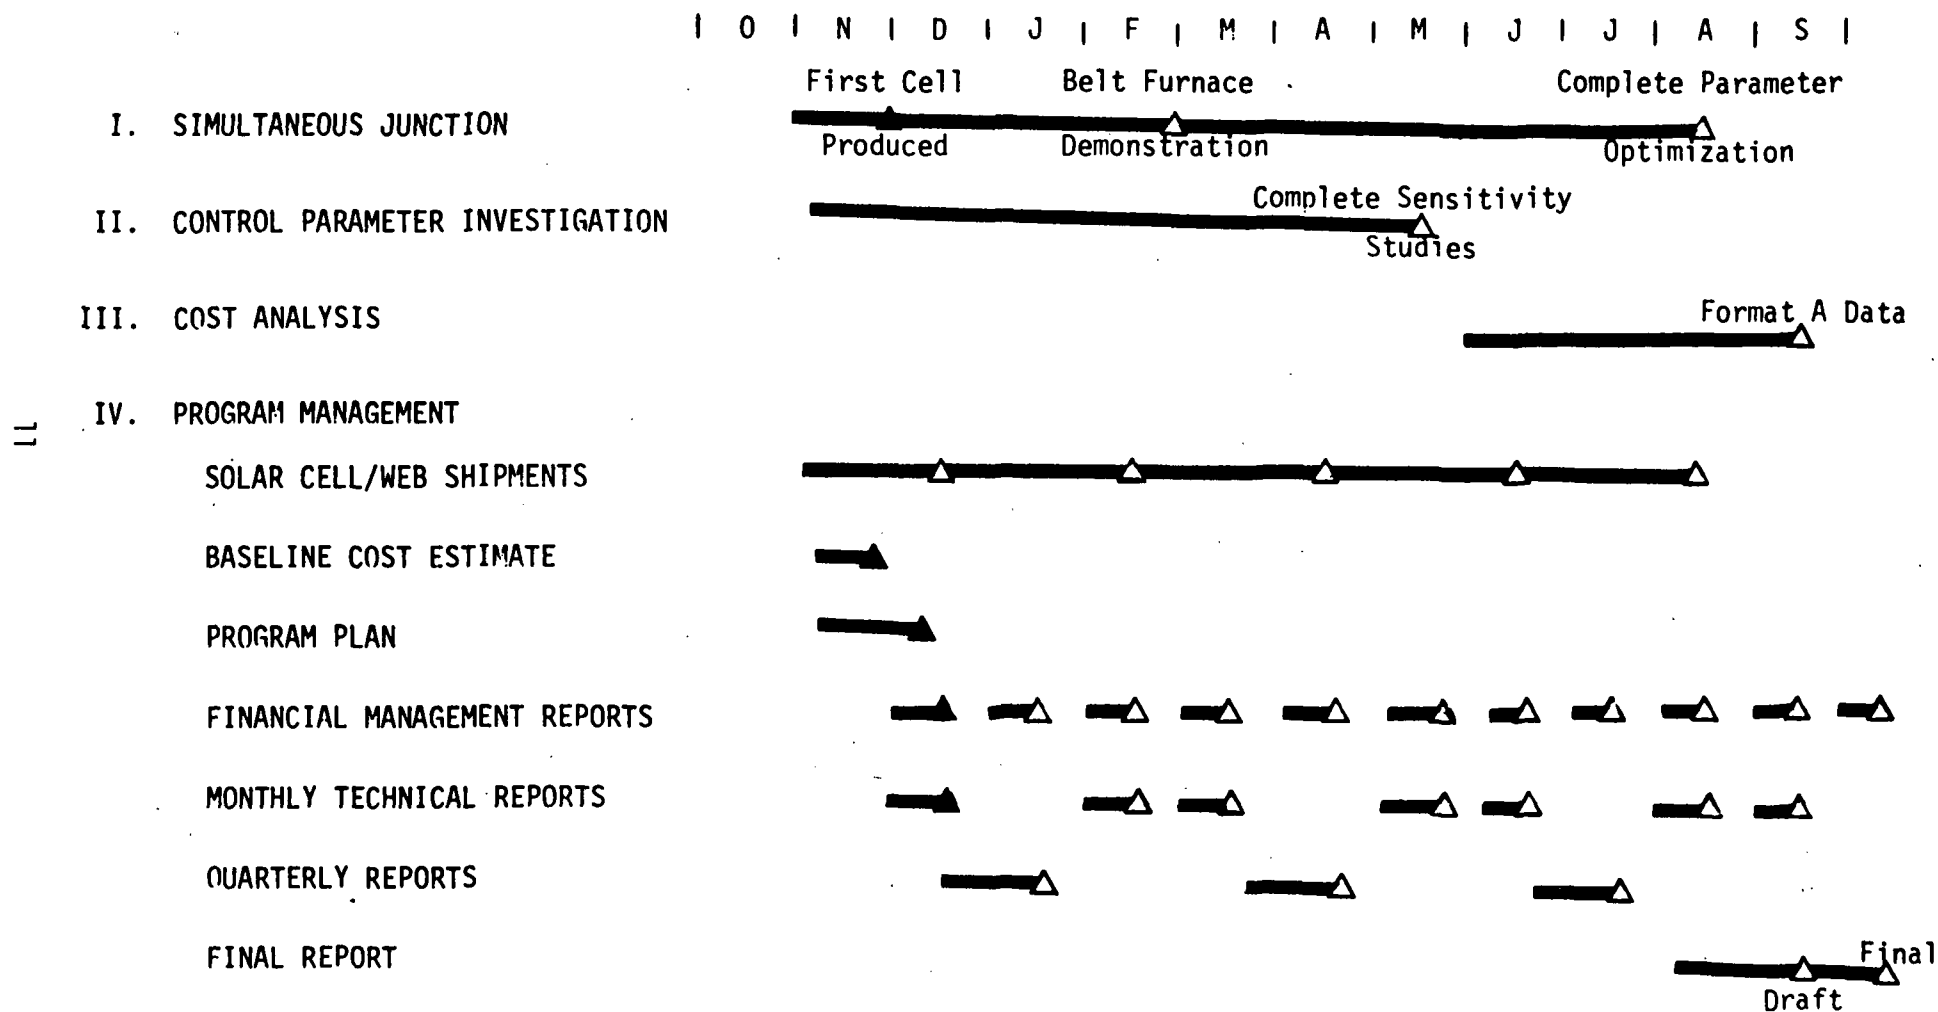 | O | N | D | J | F | M | A | M | J | J | A | S |
First Cell Belt Furnace Complete Parameter
I. SIMULTANEOUS JUNCTION
Produced Demonstration Optimization
Complete Sensitivity
II. CONTROL PARAMETER INVESTIGATION
Studies
Format A Data
III. COST ANALYSIS
IV. PROGRAM MANAGEMENT
11
SOLAR CELL/WEB SHIPMENTS
BASELINE COST ESTIMATE
PROGRAM PLAN
FINANCIAL MANAGEMENT REPORTS
MONTHLY TECHNICAL REPORTS
QUARTERLY REPORTS
Final
FINAL REPORT
Draft